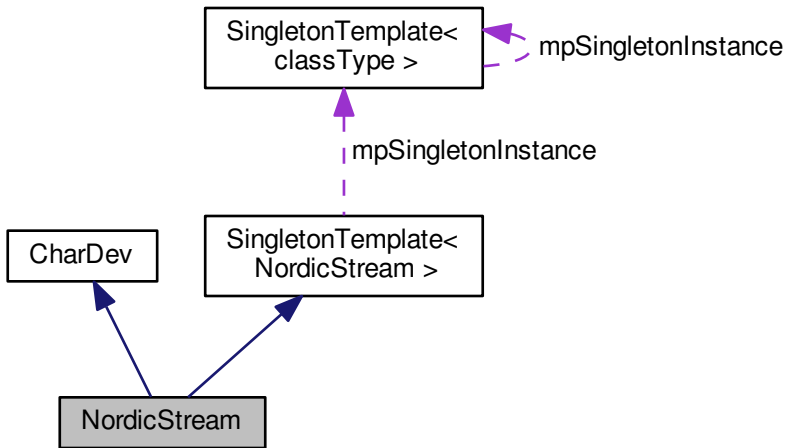 SingletonTemplate<
classType >
mpSingletonInstance
mpSingletonInstance
CharDev
SingletonTemplate<
NordicStream >
NordicStream